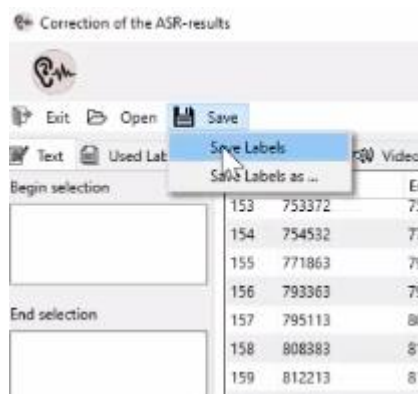 Correction of the ASR-results
Exit Open Save
Text Used Lab Save Labels Video
Save Labels as ...
Begin selection
153 753372
154 754532
155 771863
156 793363
End selection
157 795113
158 808383
159 812213